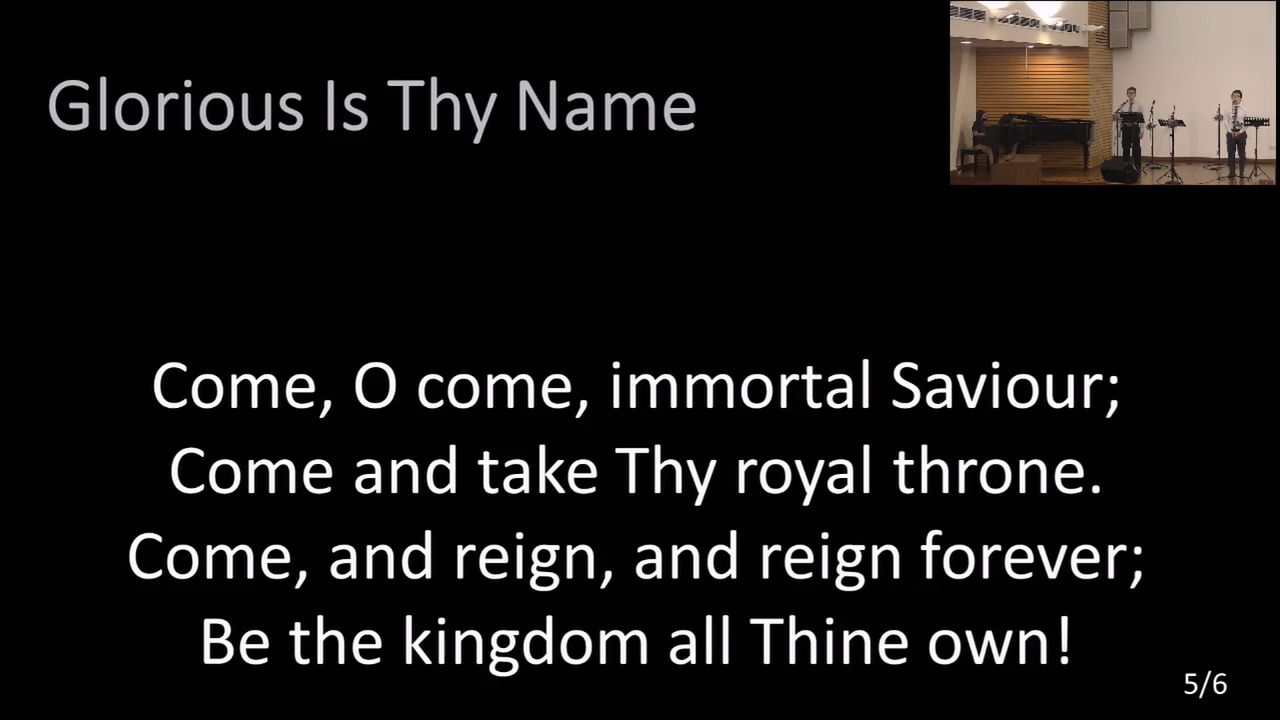 Glorious Is Thy Name
Come, O come, immortal Saviour;
Come and take Thy royal throne.
Come, and reign, and reign forever;
Be the kingdom all Thine own!
5/6